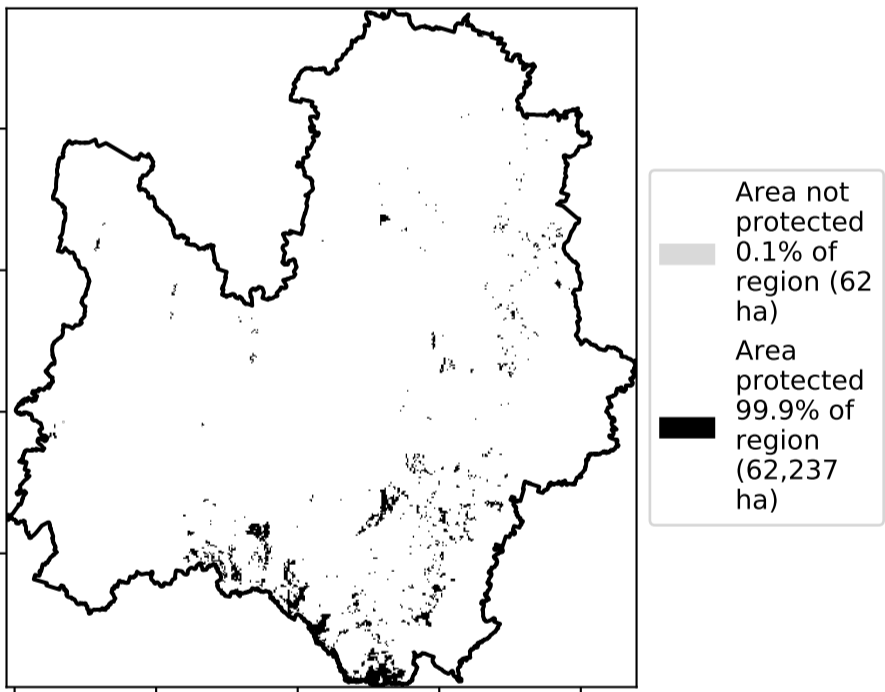 Area not
protected
0.1% of
region (62
ha)
Area
protected
99.9% of
region
(62,237
ha)